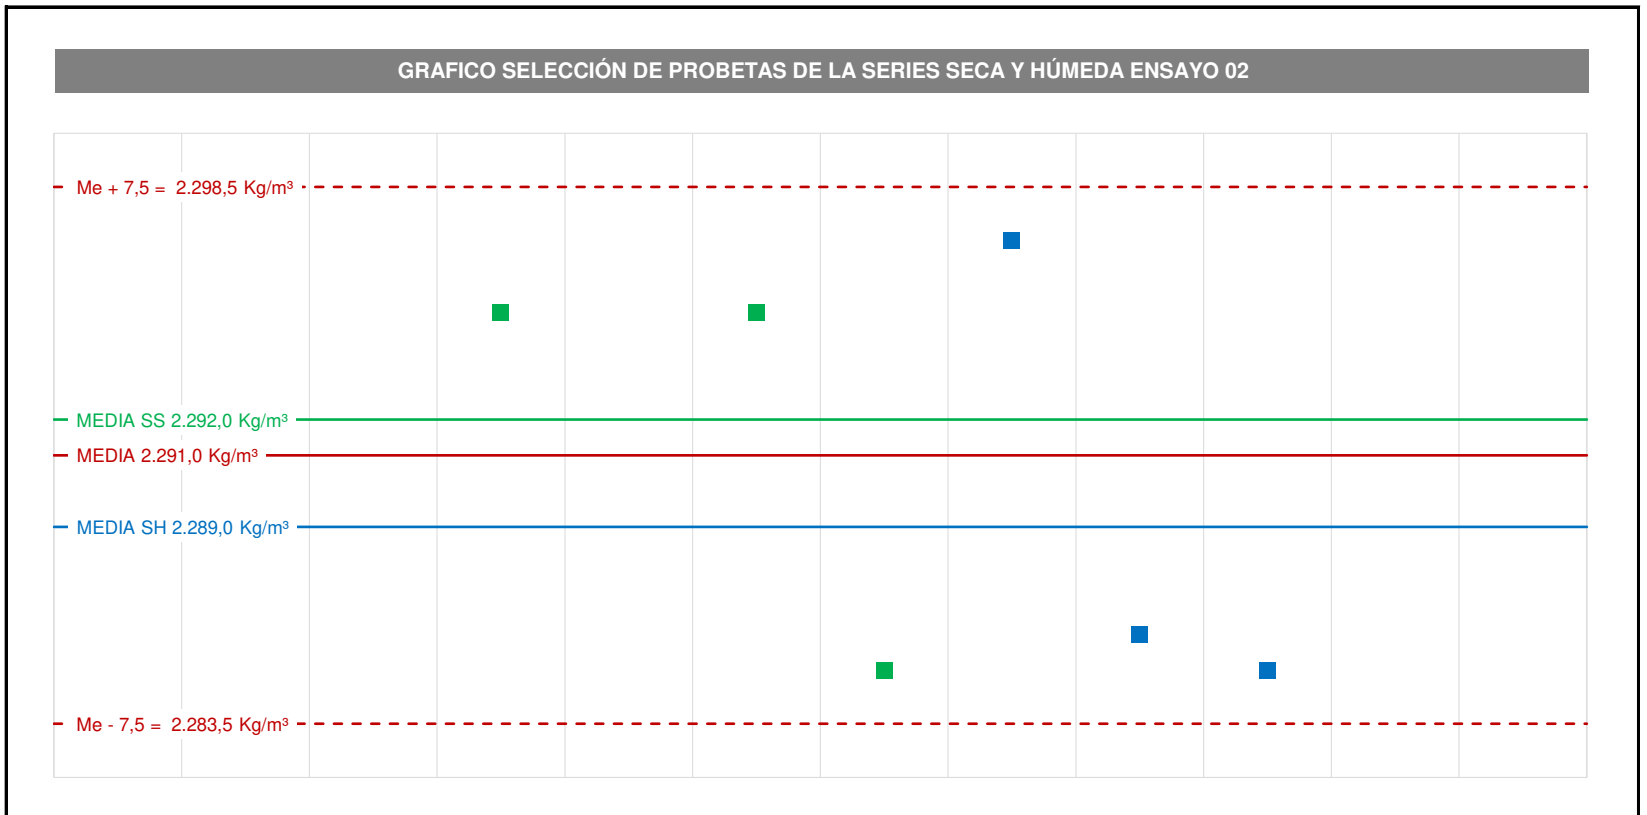 GRAFICO SELECCIÓN DE PROBETAS DE LA SERIES SECA Y HÚMEDA ENSAYO 02
Me + 7,5 = 2.298,5 Kg/m³
MEDIA SS 2.292,0 Kg/m³
MEDIA 2.291,0 Kg/m³
MEDIA SH 2.289,0 Kg/m³
Me - 7,5 = 2.283,5 Kg/m³